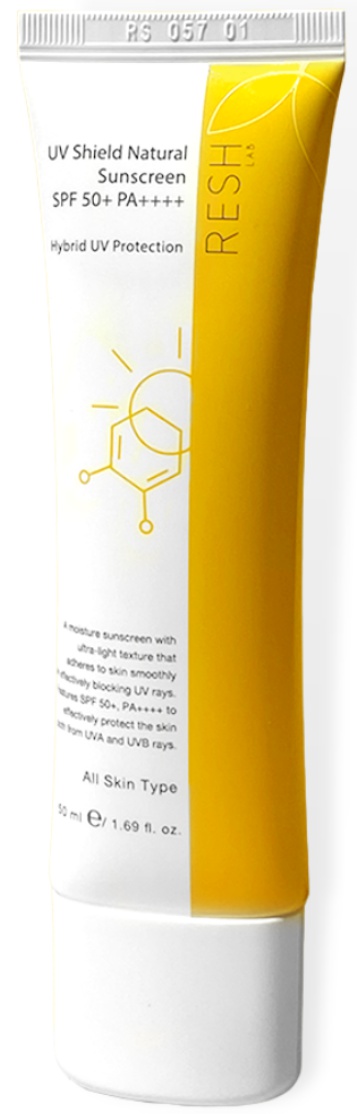 RS 057 01
UV Shield Natural
Sunscreen
SPF 50+ PA++++
Hybrid UV Protection
RESH
LAB
A moisture sunscreen with
ultra-light texture that
adheres to skin smoothly
effectively blocking UV rays.
SPF 50+, PA++++ to
effectively protect the skin
from UVA and UVB rays.
All Skin Type
50 ml e/ 1.69 fl. oz.